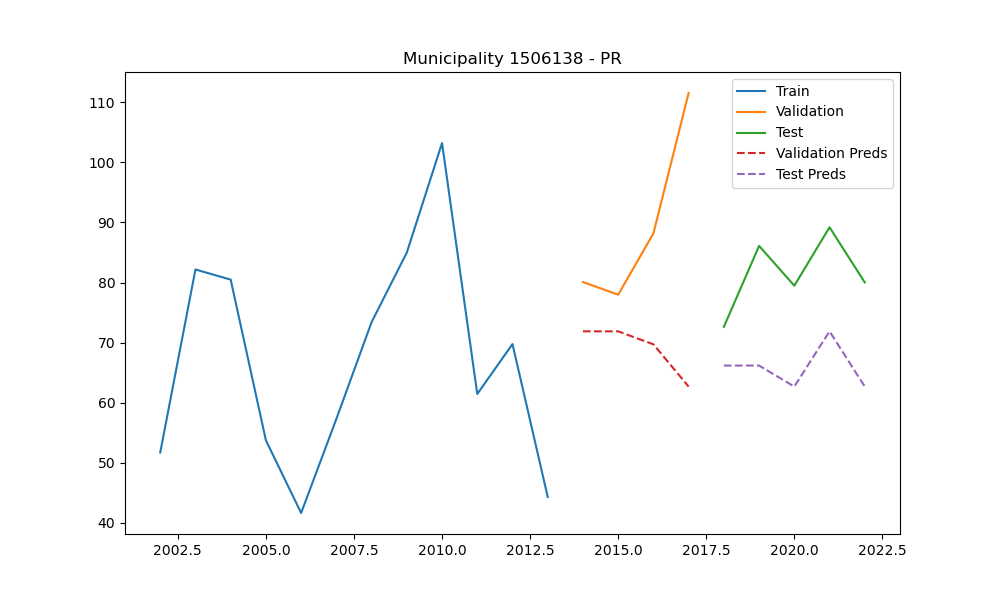 Municipality 1506138 - PR
Train
Validation
Test
Validation Preds
Test Preds
110
100
90
80
70
60
50
40
2002.5 2005.0 2007.5 2010.0 2012.5 2015.0 2017.5 2020.0 2022.5